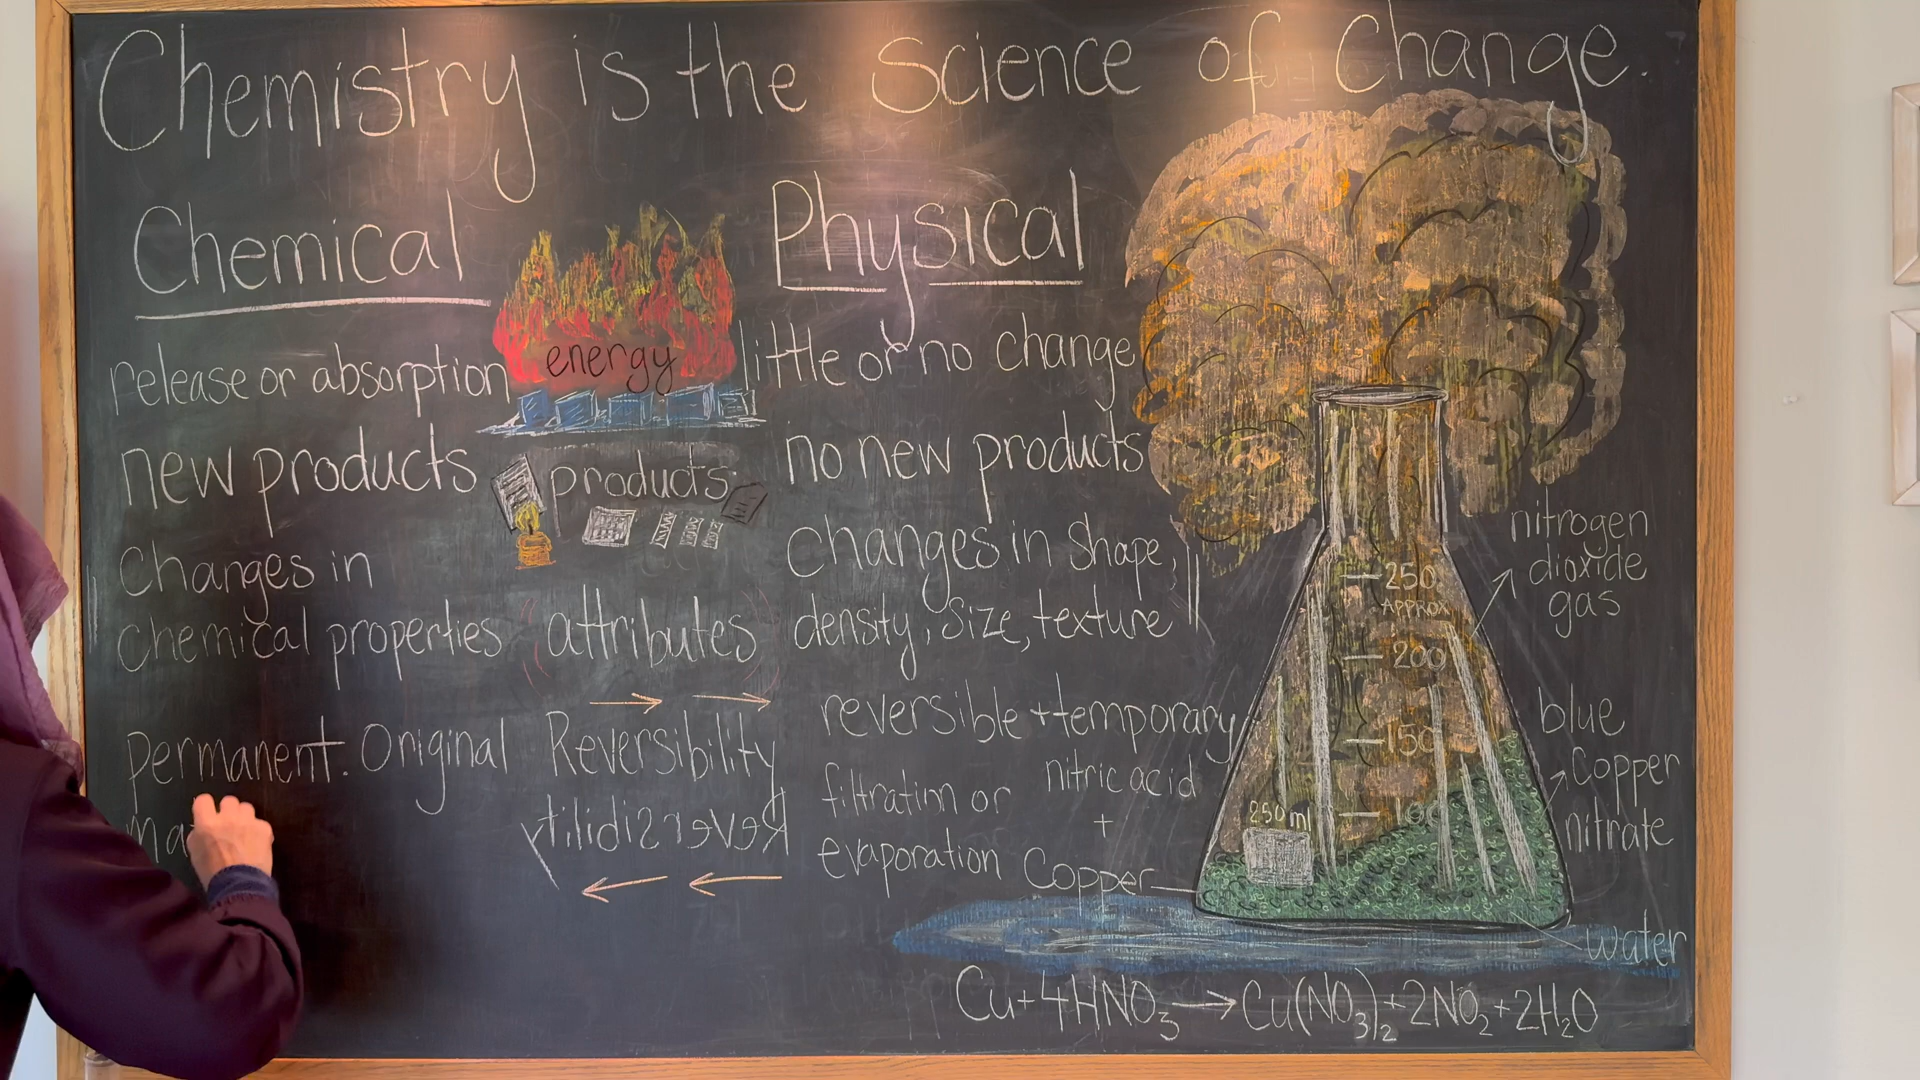 Chemistry is the Science of Change.
Chemical
Physical
release or absorption
energy
little or no change
new products
products
no new products
changes in
chemical properties
attributes
changes in shape,
density, size, texture
Permanent. Original
Reversibility
Reversibility
reversible + temporary
filtration or
evaporation
nitric acid
+
Copper
250
APPROX
200
150
100
250 ml
nitrogen
dioxide
gas
blue
copper
nitrate
water
Cu+4HNO₃→Cu(NO₃)₂+2NO₂+2H₂O